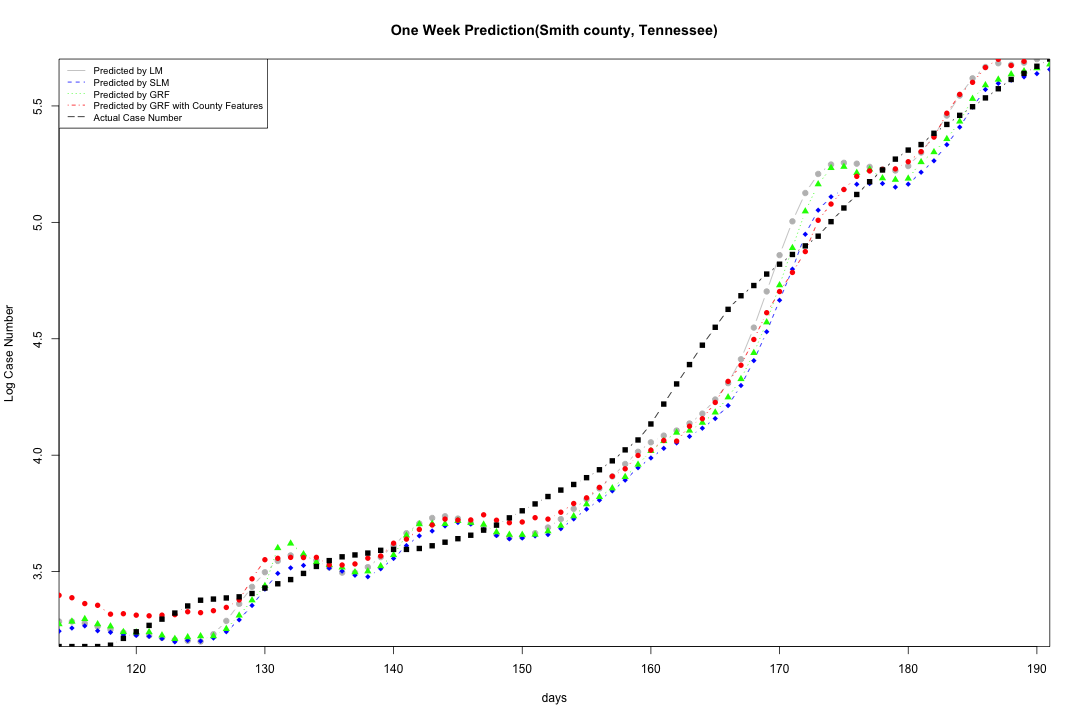 One Week Prediction(Smith county, Tennessee)
Predicted by LM
Predicted by SLM
Predicted by GRF
Predicted by GRF with County Features
Actual Case Number
5.5
5.0
4.5
4.0
3.5
Log Case Number
120 130 140 150 160 170 180 190
days